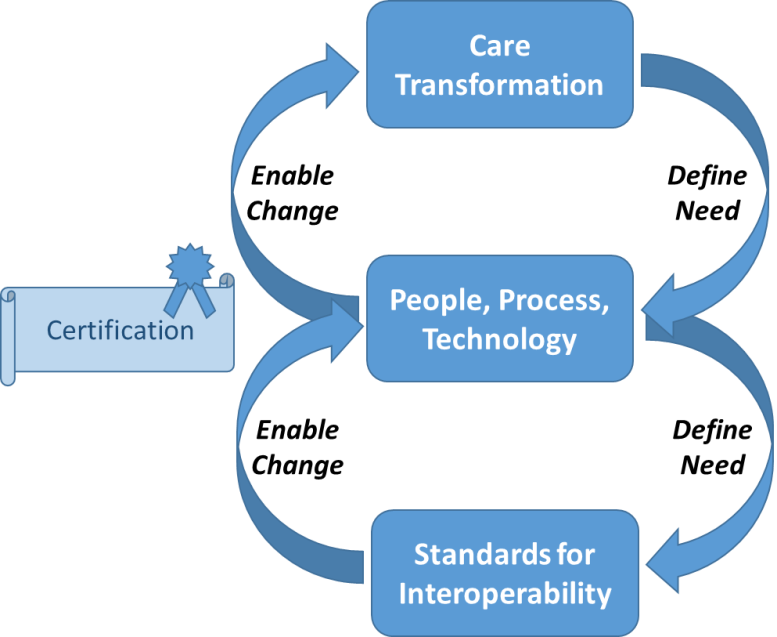 Care
Transformation
Enable
Change
Define
Need
People, Process,
Technology
Certification
Enable
Change
Define
Need
Standards for
Interoperability